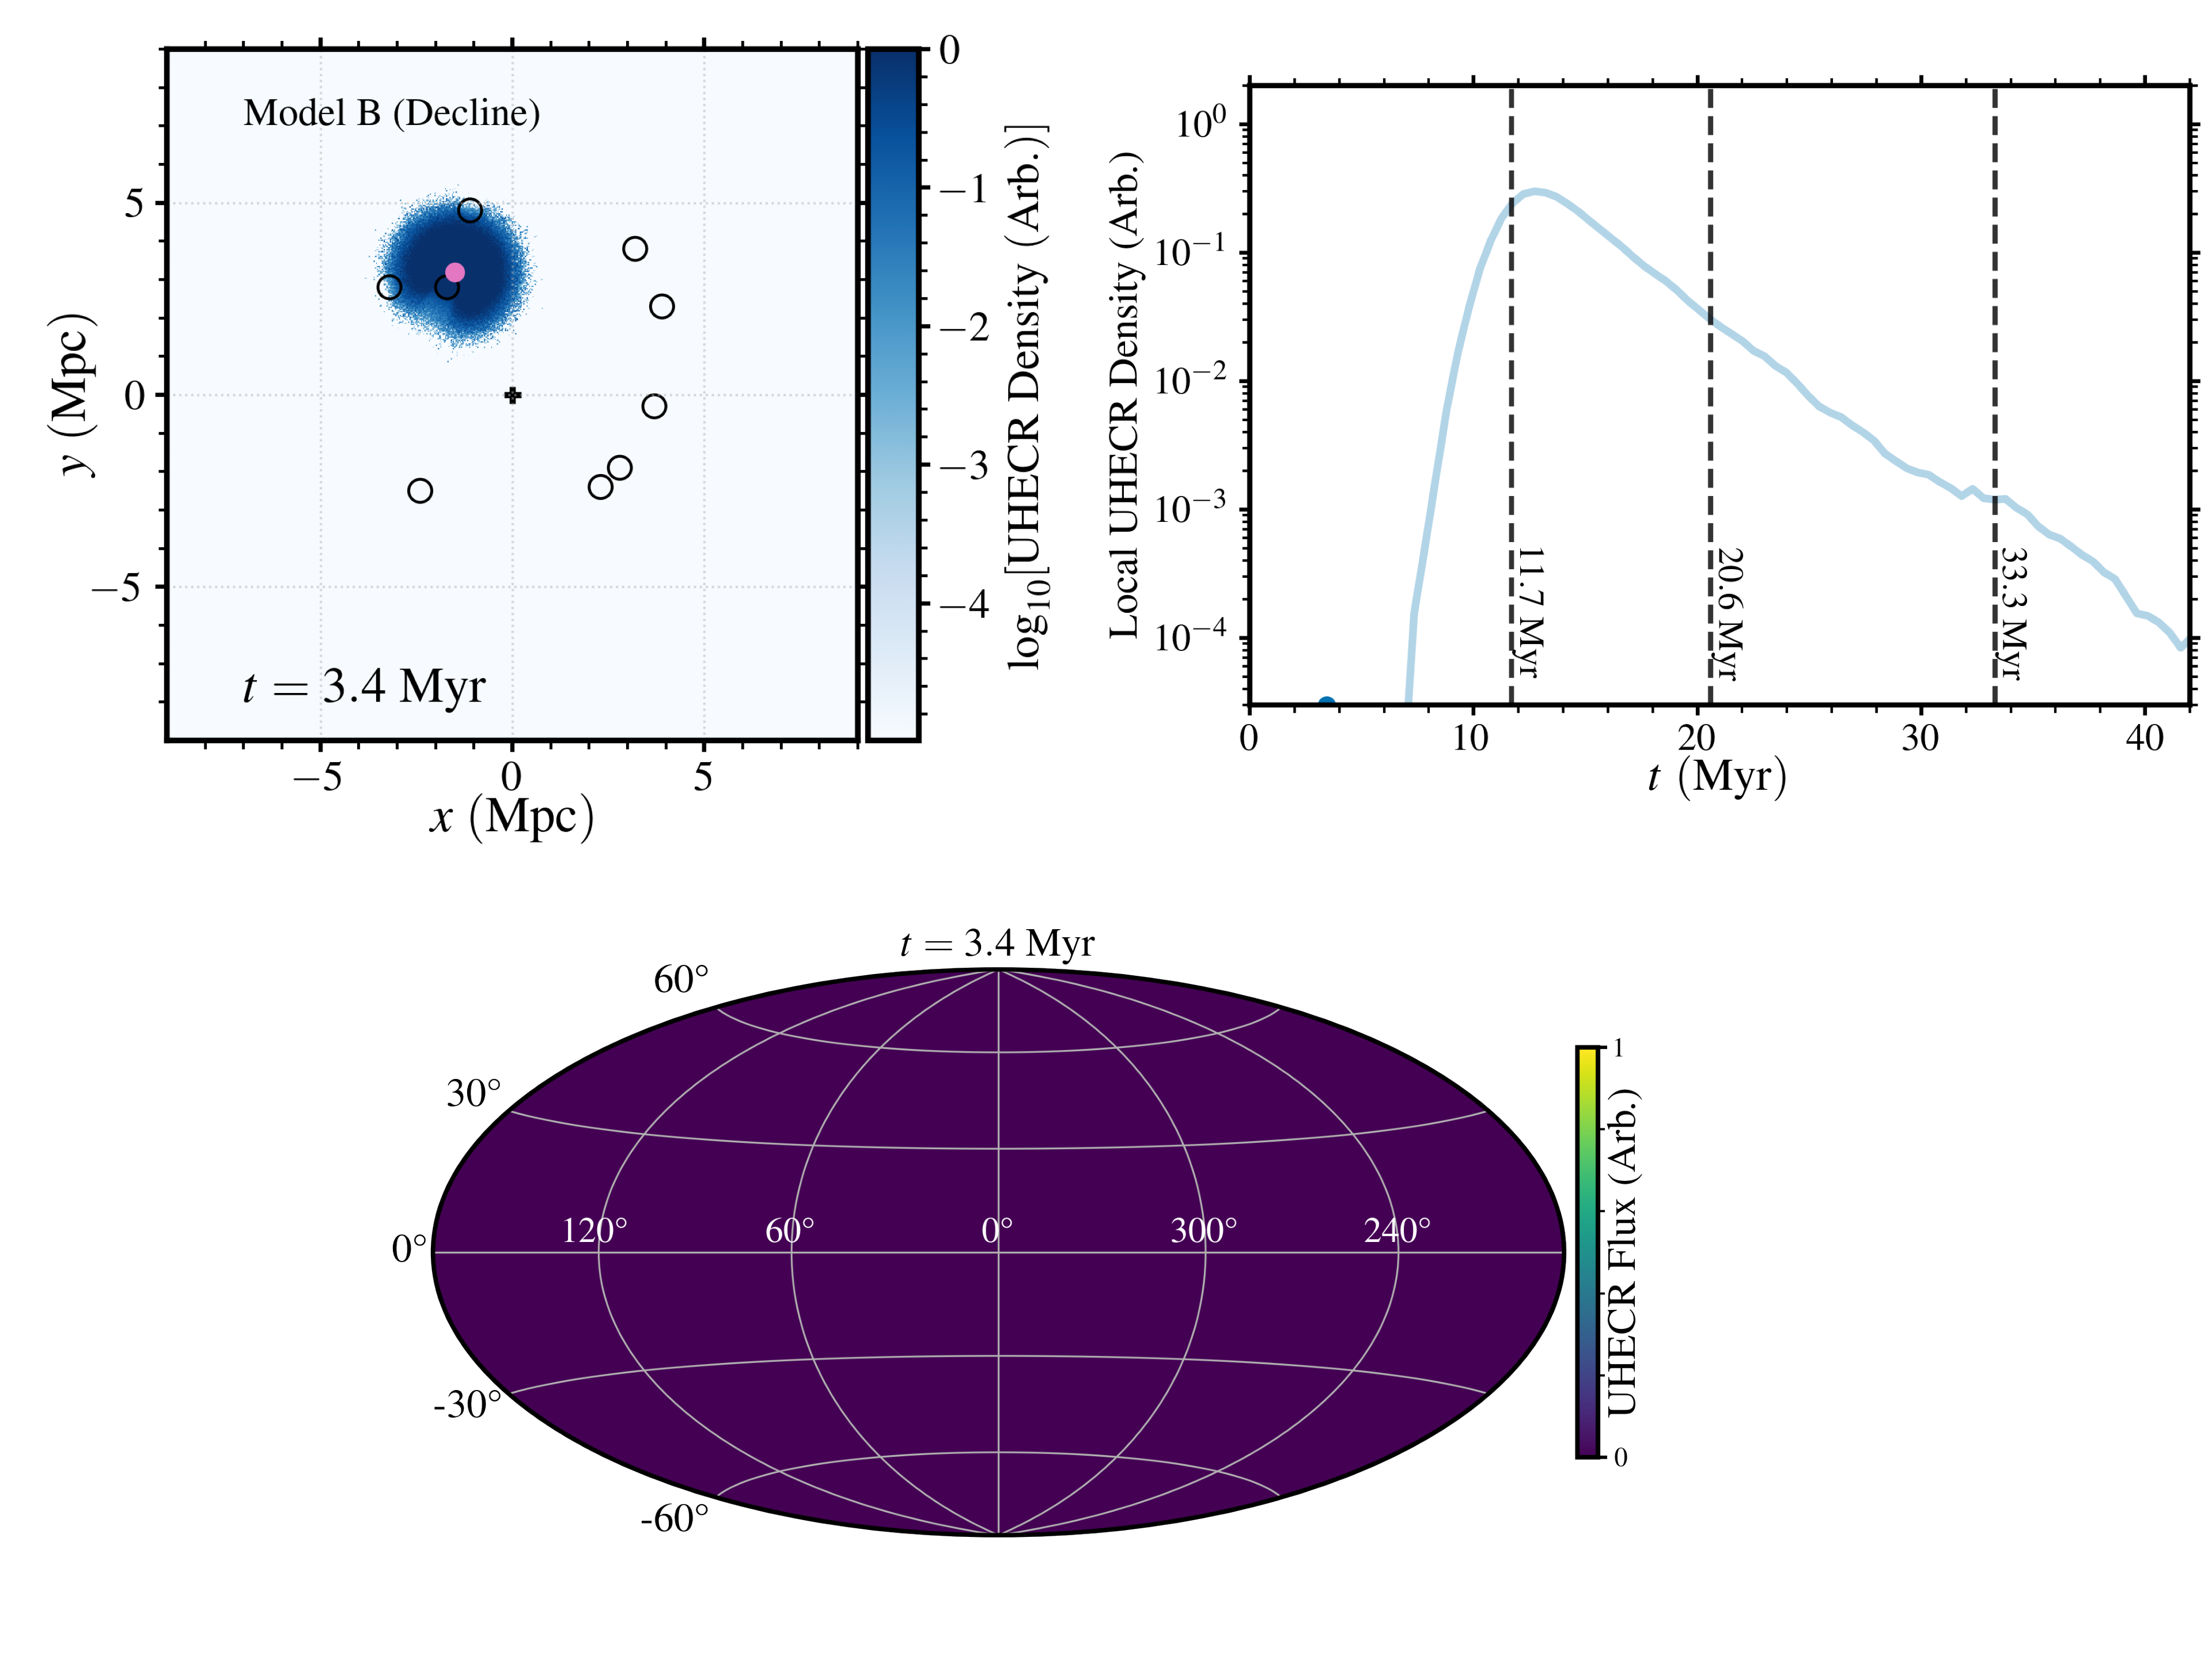 Model B (Decline)
t = 3.4 Myr
5
0
−5
y (Mpc)
−5
0
5
x (Mpc)
0
−1
−2
−3
−4
log₁₀[UHECR Density (Arb.)]
10⁰
10⁻¹
10⁻²
10⁻³
10⁻⁴
Local UHECR Density (Arb.)
11.7 Myr
20.6 Myr
33.3 Myr
0
10
20
30
40
t (Myr)
t = 3.4 Myr
60°
30°
0°
-30°
-60°
120°
60°
0°
300°
240°
1
0
UHECR Flux (Arb.)